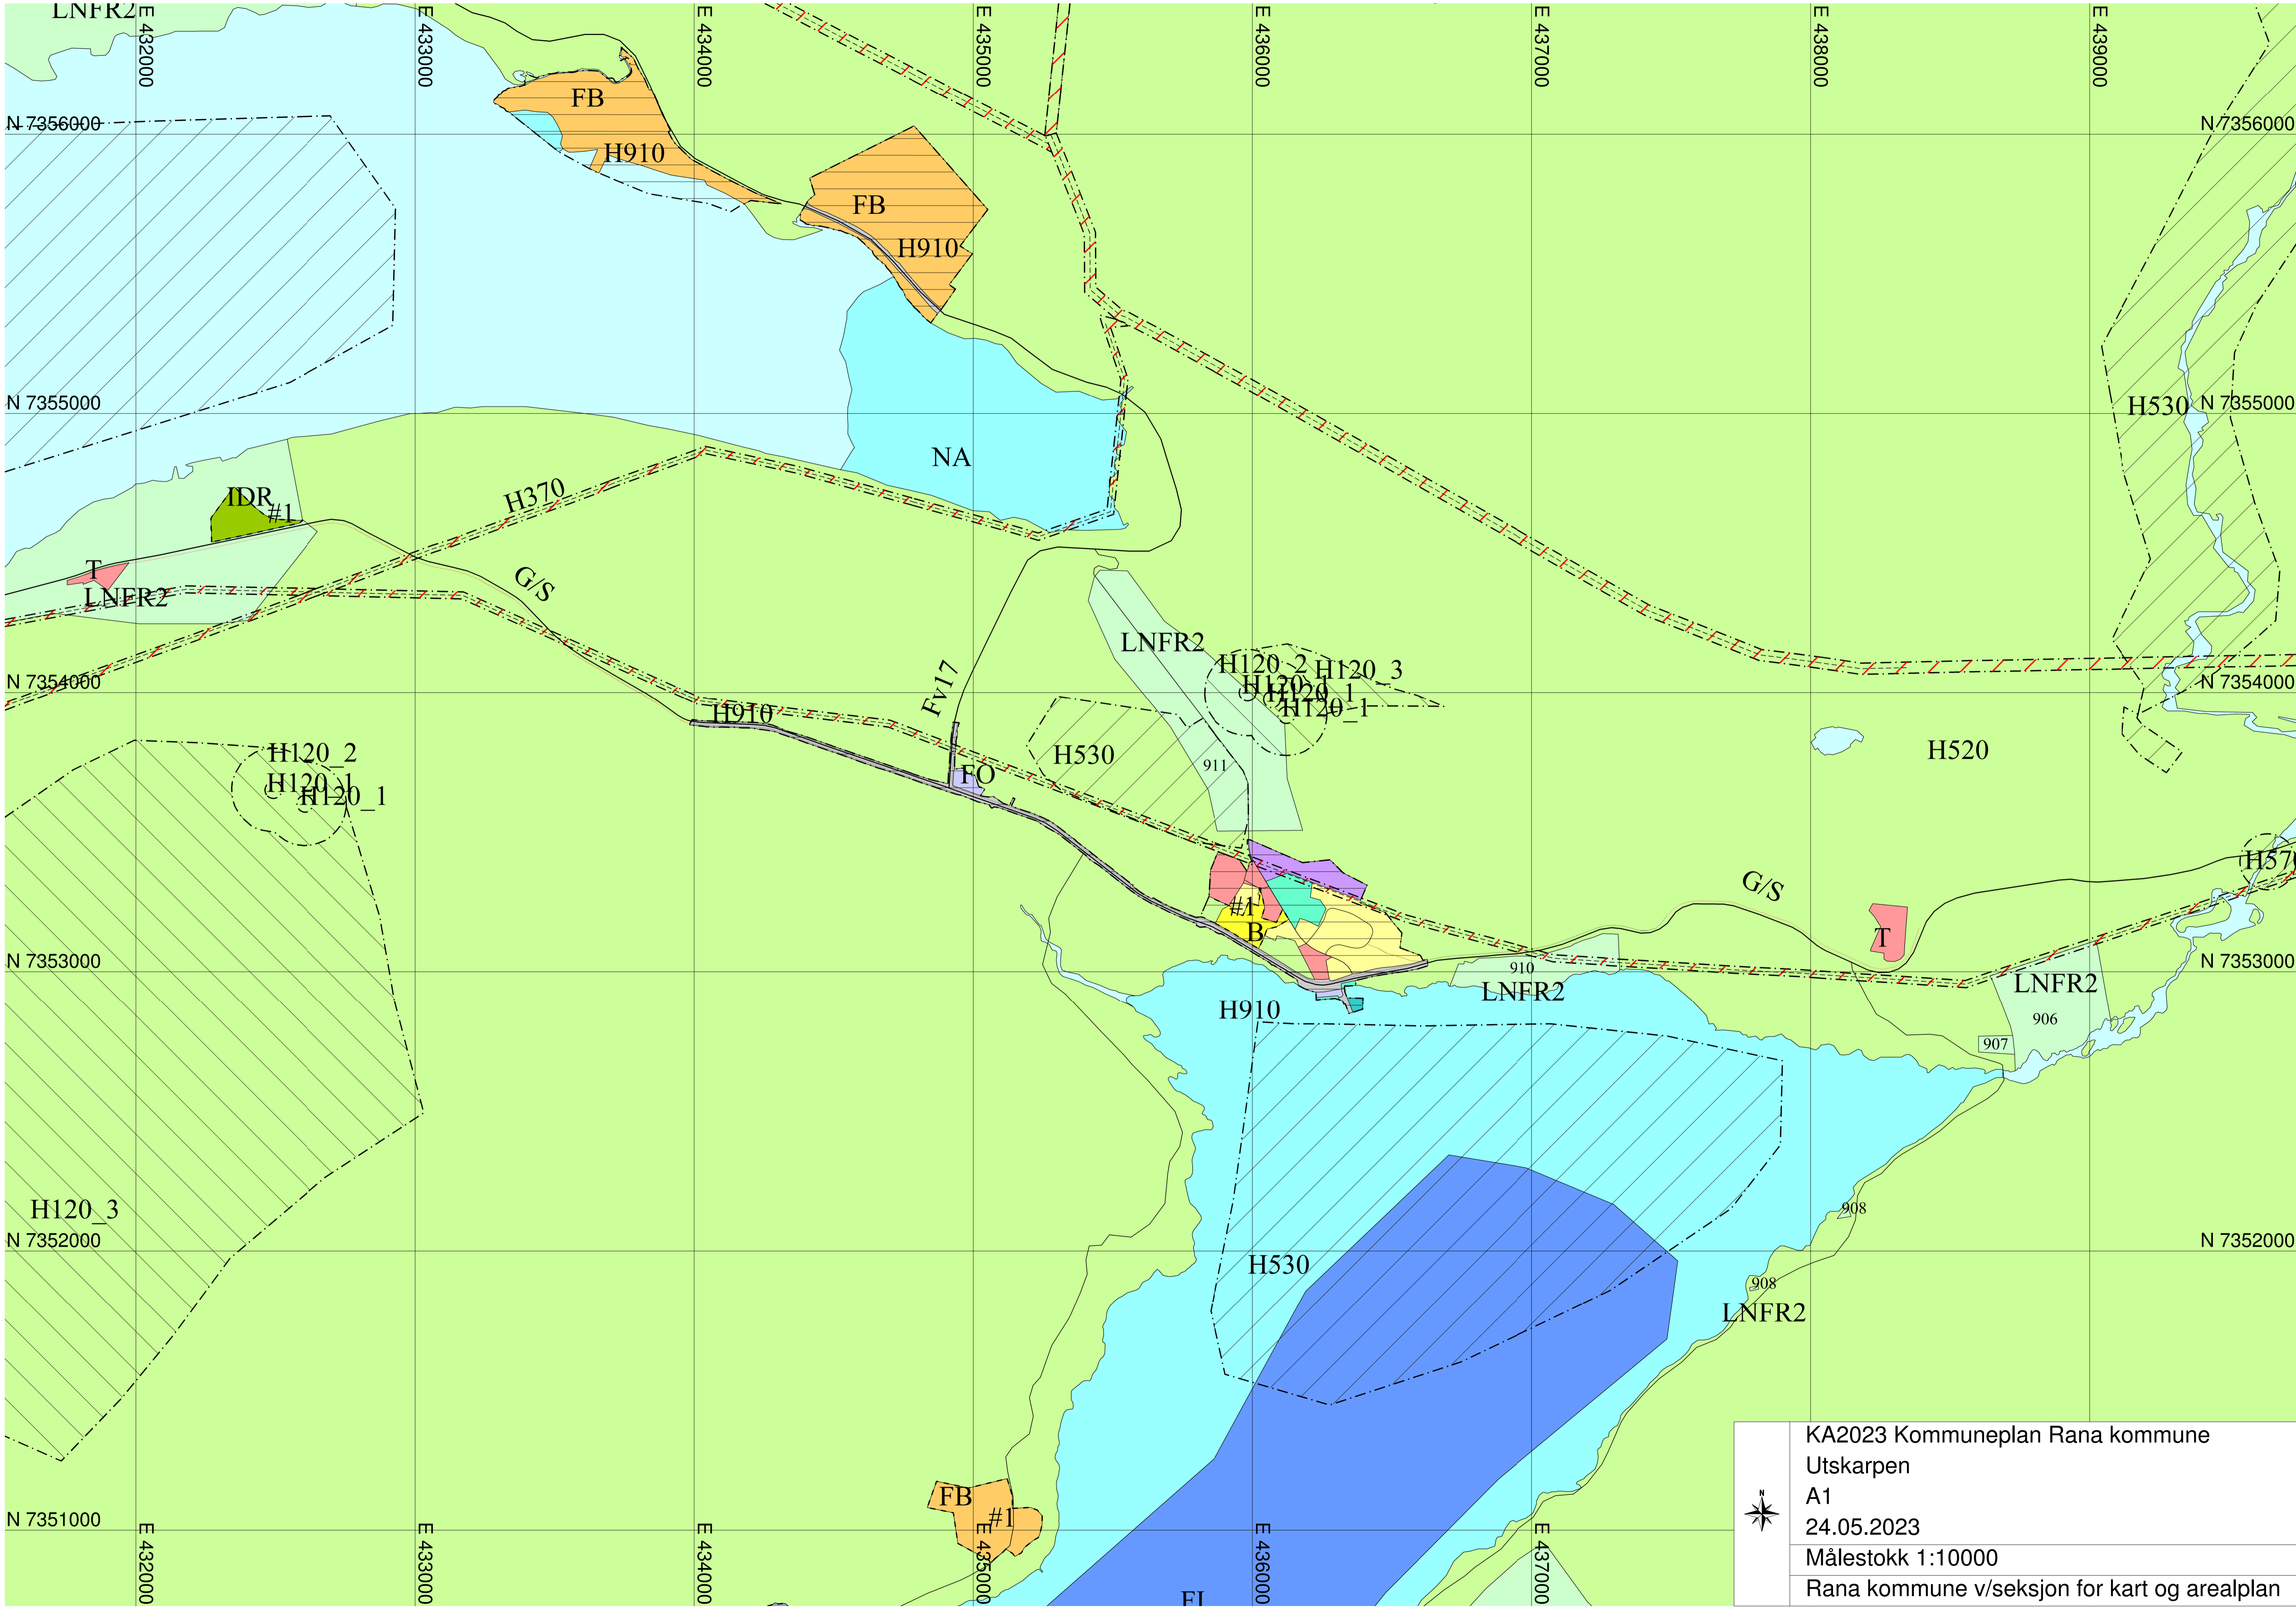 LNFR2
E 432000
E 433000
E 434000
E 435000
E 436000
E 437000
E 438000
E 439000
FB
N 7356000
N 7356000
H910
FB
H910
N 7355000
H530
N 7355000
NA
H370
IDR
#1
T
LNFR2
G/S
LNFR2
H120_2
H120_3
H120_1
H120_1
H120_1
N 7354000
N 7354000
Fv17
H910
H530
911
H520
H120_2
H120_1
H120_1
FO
H570
G/S
#1
B
T
N 7353000
N 7353000
910
LNFR2
LNFR2
H910
906
907
H120_3
908
N 7352000
N 7352000
H530
908
LNFR2
FB
#1
N 7351000
E 432000
E 433000
E 434000
E 435000
E 436000
E 437000
N
KA2023 Kommuneplan Rana kommune
Utskarpen
A1
24.05.2023
Målestokk 1:10000
Rana kommune v/seksjon for kart og arealplan